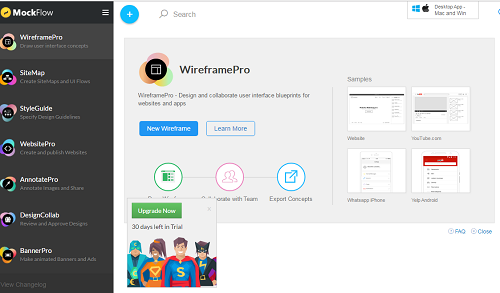 MockFlow
WireframePro
Draw user interface concepts
SiteMap
Create SiteMaps and UI Flows
StyleGuide
Specify Design Guidelines
WebsitePro
Create and publish Websites
AnnotatePro
Annotate Images and Share
DesignCollab
Review and Approve Designs
BannerPro
Make animated Banners and Ads
View Changelog
Search
Desktop App -
Mac and Win
WireframePro
WireframePro - Design and collaborate user interface blueprints for
websites and apps
New Wireframe
Learn More
with Team
Export Concepts
Samples
Website
YouTube.com
Whatsapp iPhone
Yelp Android
Upgrade Now
30 days left in Trial
FAQ
Close